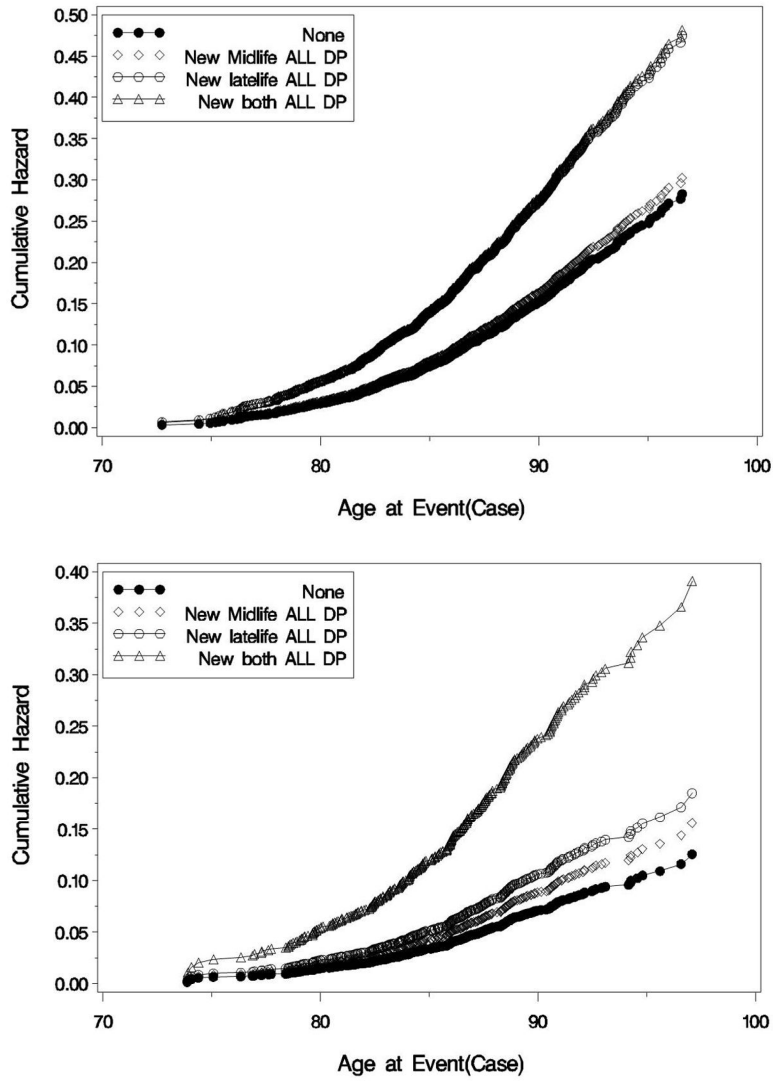 0.50
0.45
0.40
0.35
0.30
0.25
0.20
0.15
0.10
0.05
0.00
Cumulative Hazard
None
New Midlife ALL DP
New latelife ALL DP
New both ALL DP
70 80 90 100
Age at Event(Case)
0.40
0.35
0.30
0.25
0.20
0.15
0.10
0.05
0.00
Cumulative Hazard
None
New Midlife ALL DP
New latelife ALL DP
New both ALL DP
70 80 90 100
Age at Event(Case)